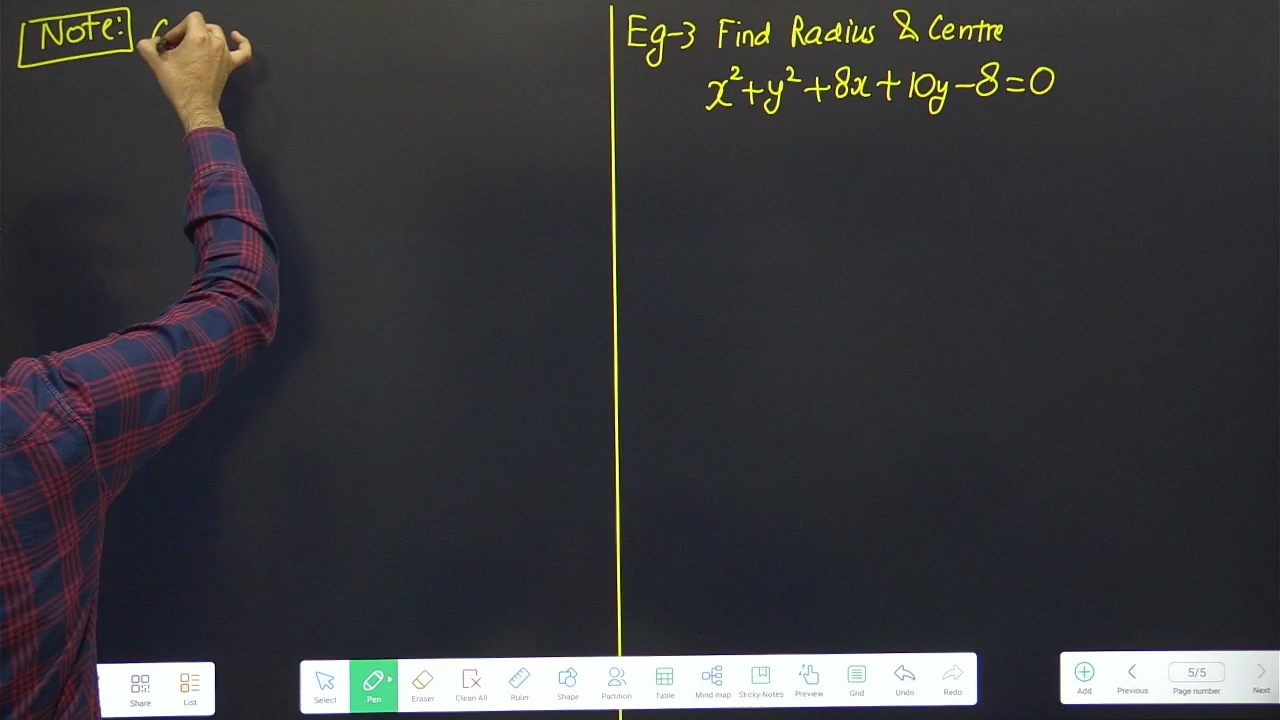 Note:
Eg-3 Find Radius & Centre
x²+y²+8x+10y-8=0
Share
List
Select
Pen
Eraser
Clean All
Ruler
Shape
Partition
Table
Mind map
Sticky-Notes
Preview
Grid
Undo
Redo
Add
Previous
5/5
Page number
Next